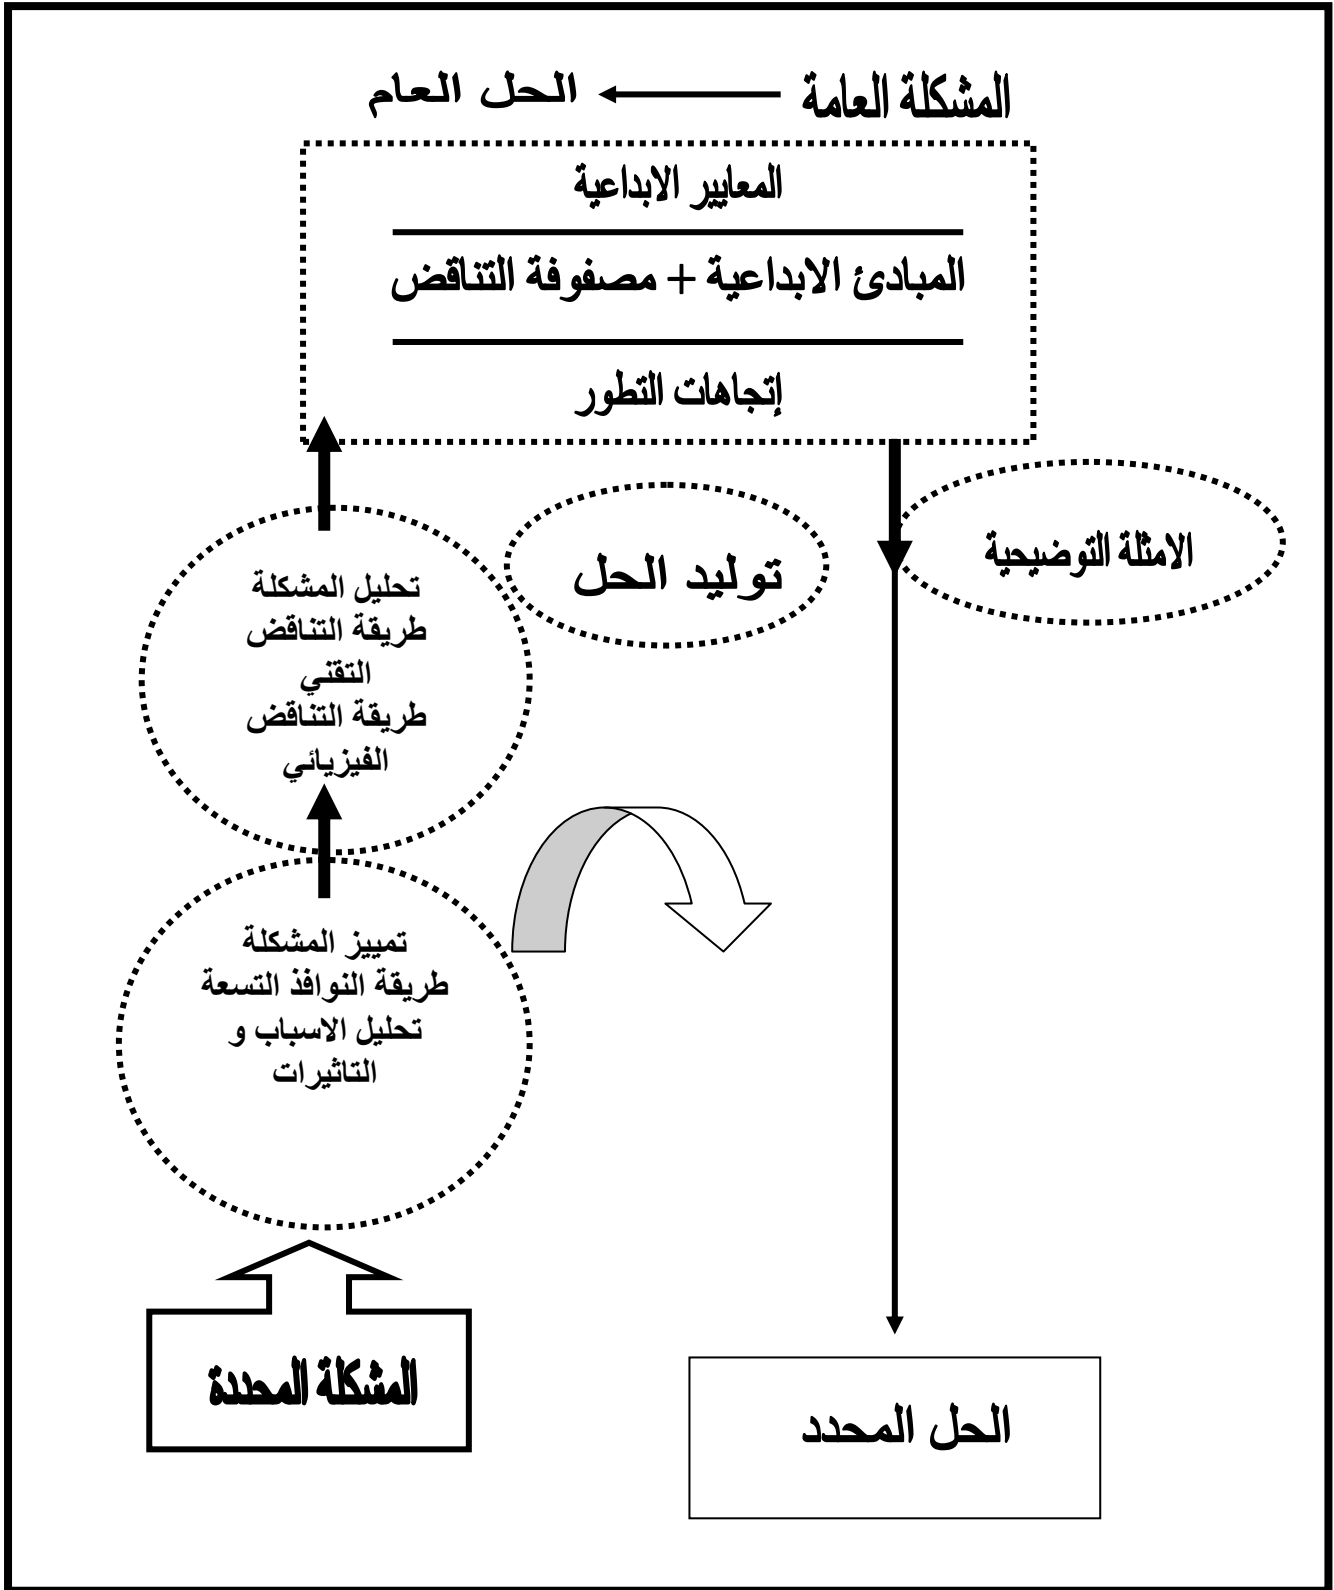 المشكلة العامة
الحل العام
المعايير الابداعية
المبادئ الابداعية + مصفوفة التناقض
إتجاهات التطور
الامثلة التوضيحية
توليد الحل
تحليل المشكلة
طريقة التناقض
التقني
طريقة التناقض
الفيزيائي
تمييز المشكلة
طريقة النوافذ التسعة
تحليل الاسباب و
التاثيرات
المشكلة المحددة
الحل المحدد